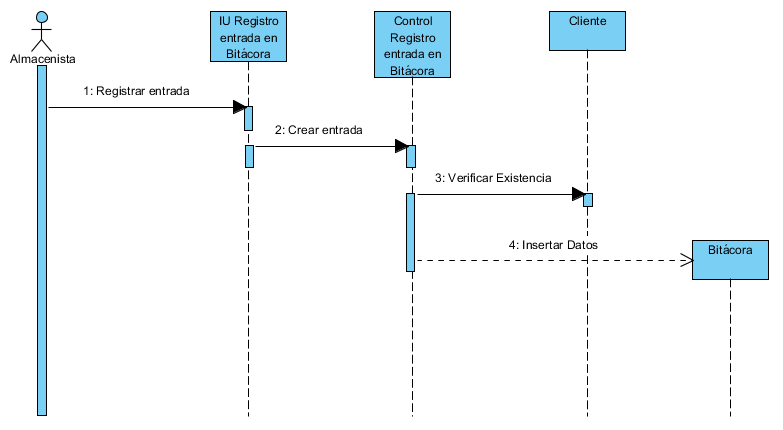 Almacenista
IU Registro
entrada en
Bitácora
Control
Registro
entrada en
Bitácora
Cliente
1: Registrar entrada
2: Crear entrada
3: Verificar Existencia
4: Insertar Datos
Bitácora